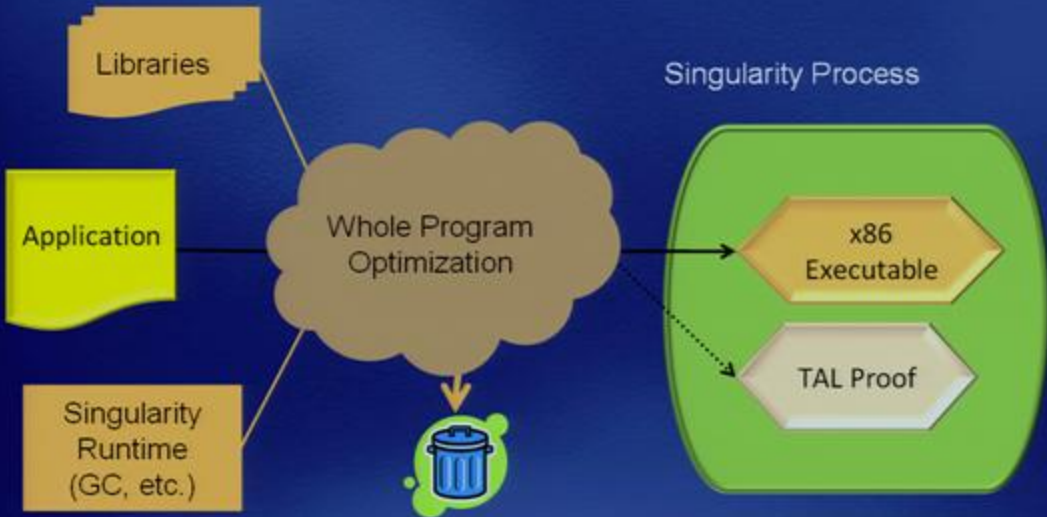 Libraries
Singularity Process
Application
Whole Program
Optimization
x86
Executable
TAL Proof
Singularity
Runtime
(GC, etc.)